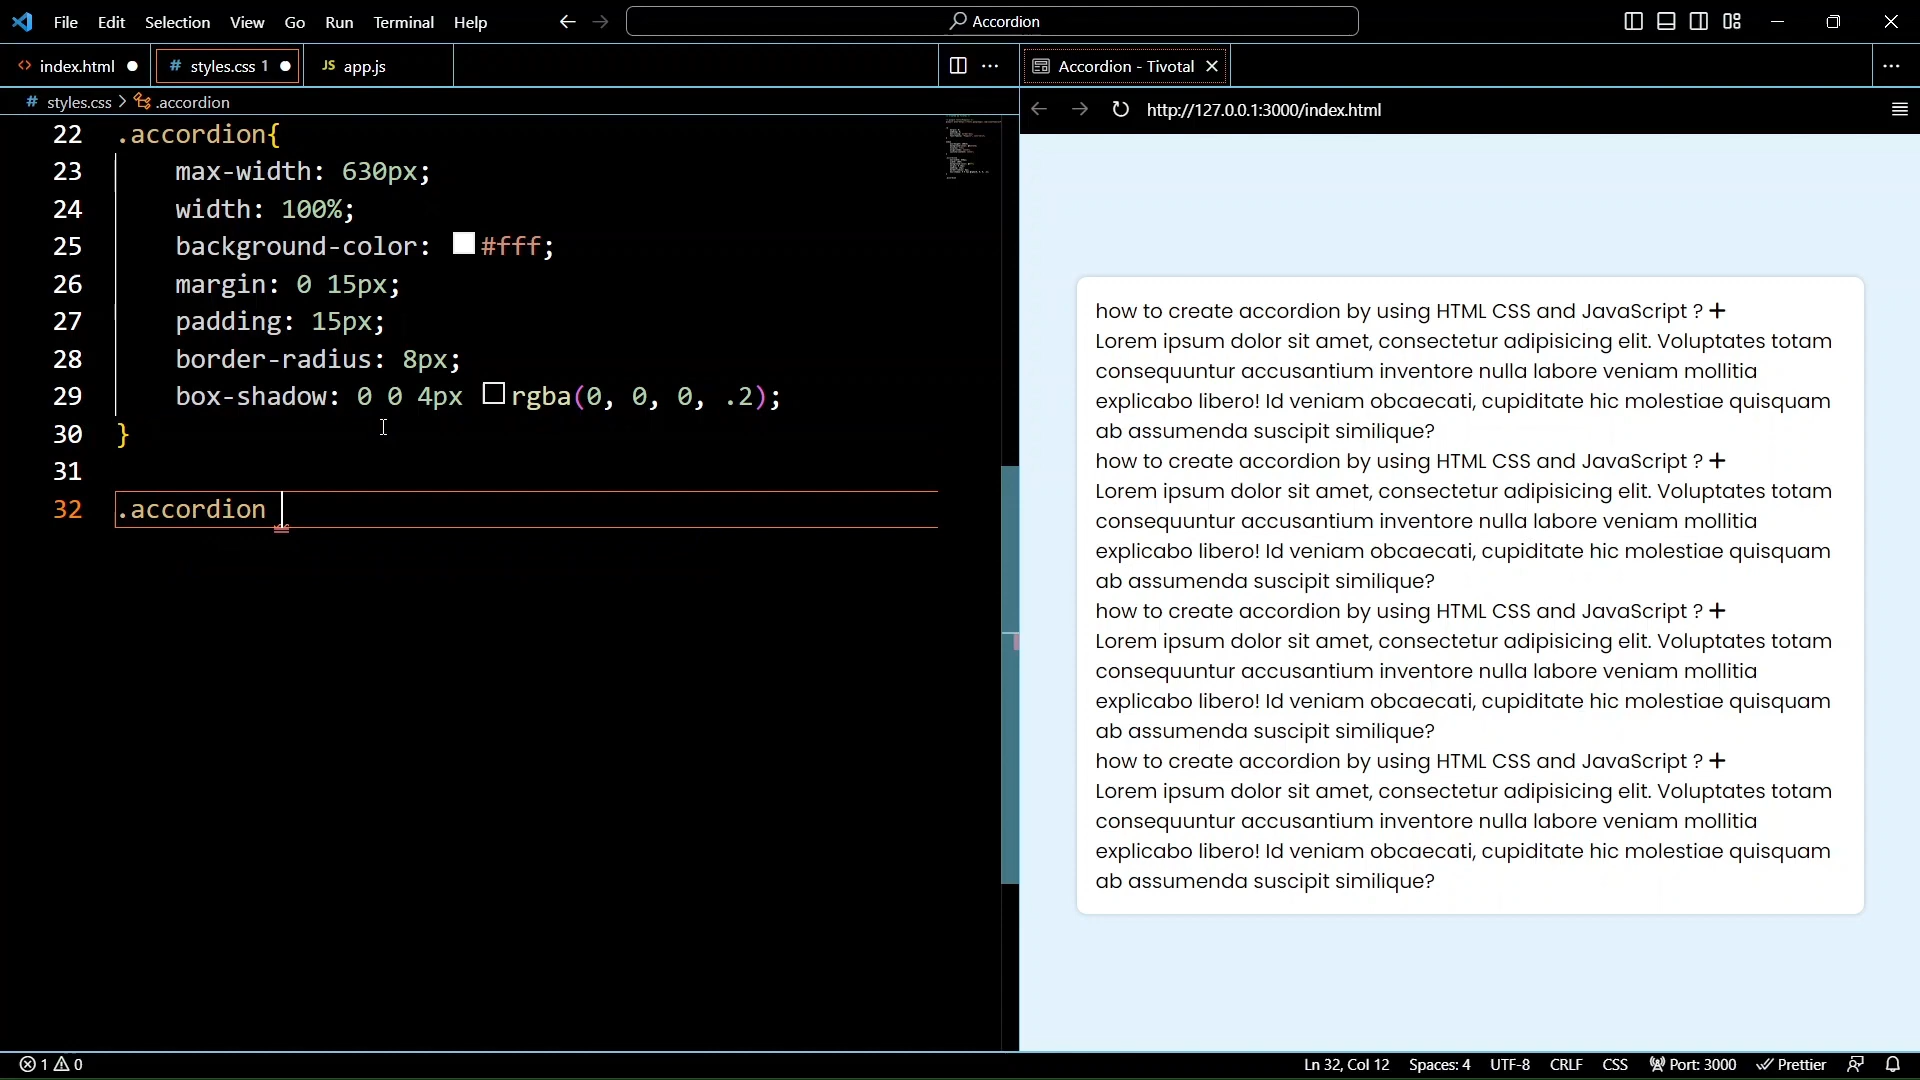 File Edit Selection View Go Run Terminal Help
Accordion
index.html
# styles.css 1
JS app.js
Accordion - Tivotal
# styles.css > .accordion
http://127.0.0.1:3000/index.html
22 .accordion{
23 max-width: 630px;
24 width: 100%;
25 background-color: #fff;
26 margin: 0 15px;
27 padding: 15px;
28 border-radius: 8px;
29 box-shadow: 0 0 4px rgba(0, 0, 0, .2);
30 }
31
32 .accordion
how to create accordion by using HTML CSS and JavaScript ? +
Lorem ipsum dolor sit amet, consectetur adipisicing elit. Voluptates totam
consequuntur accusantium inventore nulla labore veniam mollitia
explicabo libero! Id veniam obcaecati, cupiditate hic molestiae quisquam
ab assumenda suscipit similique?
how to create accordion by using HTML CSS and JavaScript ? +
Lorem ipsum dolor sit amet, consectetur adipisicing elit. Voluptates totam
consequuntur accusantium inventore nulla labore veniam mollitia
explicabo libero! Id veniam obcaecati, cupiditate hic molestiae quisquam
ab assumenda suscipit similique?
how to create accordion by using HTML CSS and JavaScript ? +
Lorem ipsum dolor sit amet, consectetur adipisicing elit. Voluptates totam
consequuntur accusantium inventore nulla labore veniam mollitia
explicabo libero! Id veniam obcaecati, cupiditate hic molestiae quisquam
ab assumenda suscipit similique?
how to create accordion by using HTML CSS and JavaScript ? +
Lorem ipsum dolor sit amet, consectetur adipisicing elit. Voluptates totam
consequuntur accusantium inventore nulla labore veniam mollitia
explicabo libero! Id veniam obcaecati, cupiditate hic molestiae quisquam
ab assumenda suscipit similique?
1 0
Ln 32, Col 12 Spaces: 4 UTF-8 CRLF CSS Port: 3000 Prettier